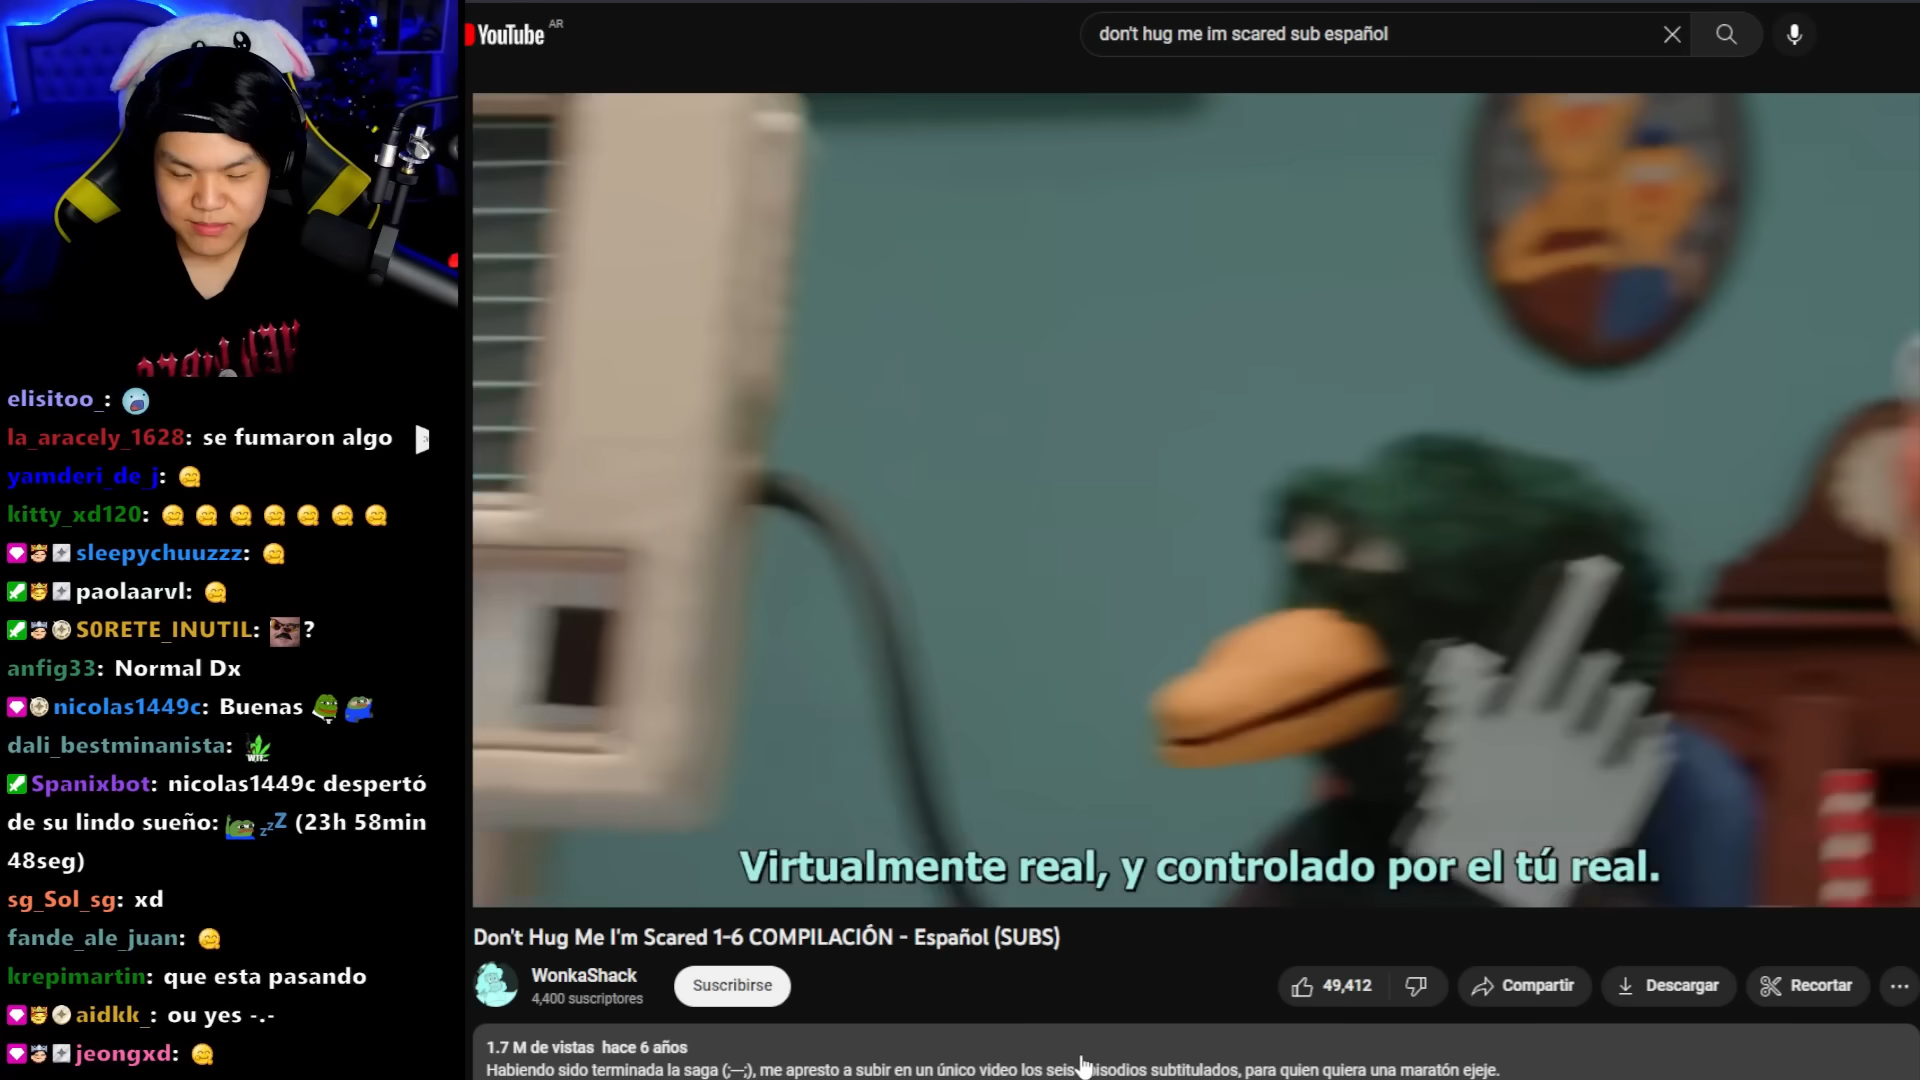 YouTube AR
don't hug me im scared sub español
elisitoo_:
la_aracely_1628: se fumaron algo
yamderi_de_j:
kitty_xd120:
sleepychuuzzz:
paolaarvl:
S0RETE_INUTIL: ?
anfig33: Normal Dx
nicolas1449c: Buenas
dali_bestminanista: WTF..
Spanixbot: nicolas1449c despertó
de su lindo sueño: zzZ (23h 58min
48seg)
sg_Sol_sg: xd
fande_ale_juan:
krepimartin: que esta pasando
aidkk_: ou yes -.-
jeongxd:
Virtualmente real, y controlado por el tú real.
Don't Hug Me I'm Scared 1-6 COMPILACIÓN - Español (SUBS)
WonkaShack
4,400 suscriptores
Suscribirse
49,412
Compartir
Descargar
Recortar
1.7 M de vistas hace 6 años
Habiendo sido terminada la saga (;—;), me apresto a subir en un único video los seis episodios subtitulados, para quien quiera una maratón ejeje.